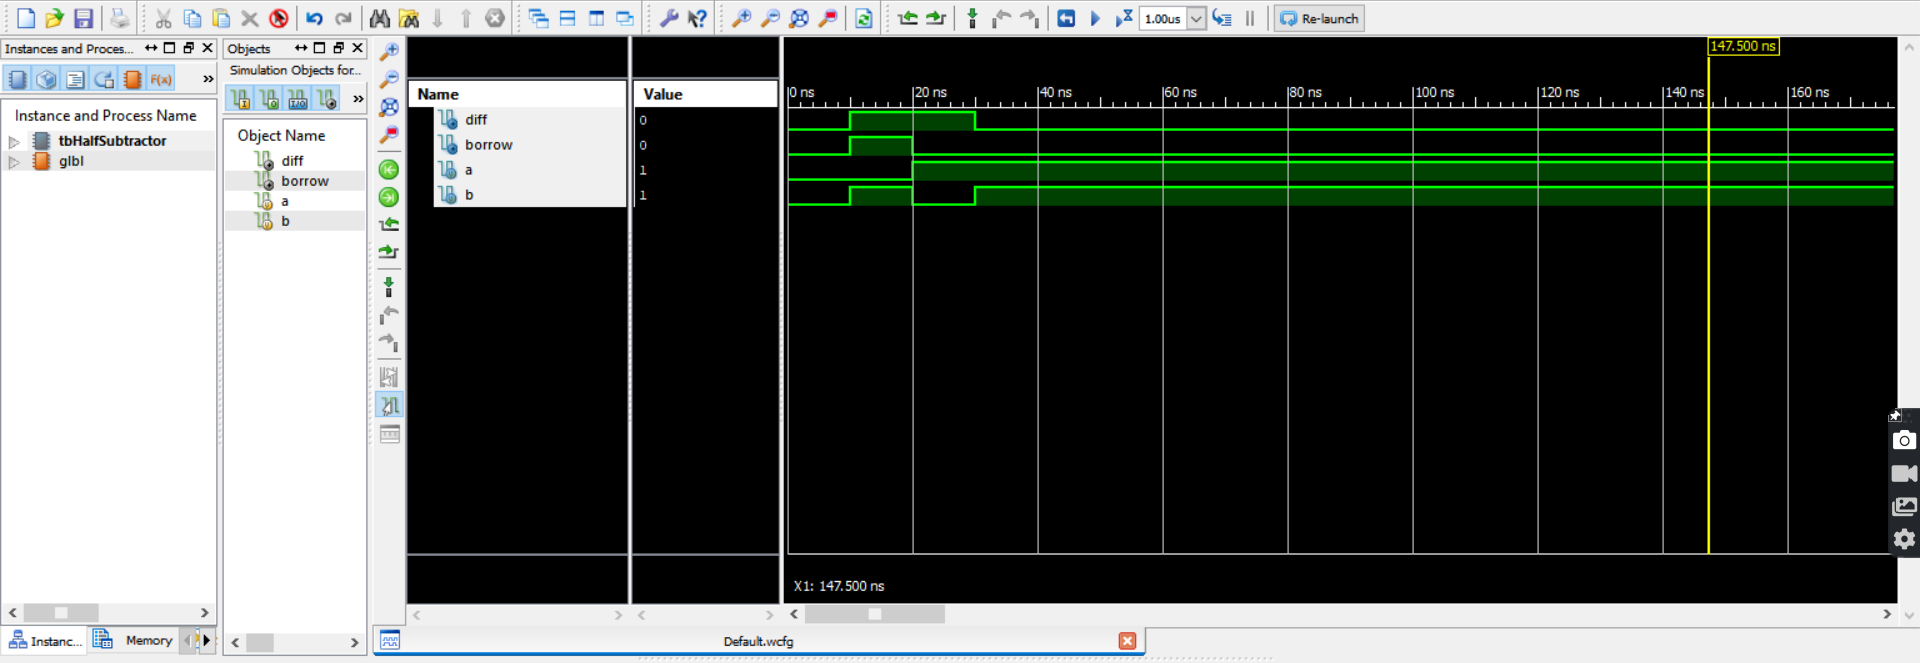 1.00us
Re-launch
Instances and Proces...
F(x)
»
Instance and Process Name
tbHalfSubtractor
glbl
Instanc...
Memory
Objects
Simulation Objects for...
»
Object Name
diff
borrow
a
b
Name
diff
borrow
a
b
Value
0
0
1
1
147.500 ns
0 ns
20 ns
40 ns
60 ns
80 ns
100 ns
120 ns
140 ns
160 ns
X1: 147.500 ns
Default.wcfg